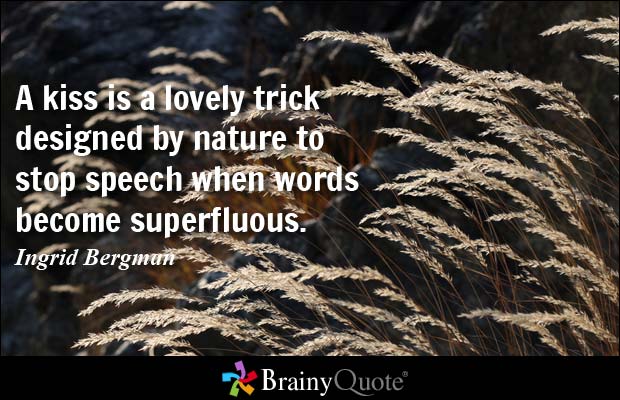 A kiss is a lovely trick
designed by nature to
stop speech when words
become superfluous.
Ingrid Bergman
BrainyQuote®